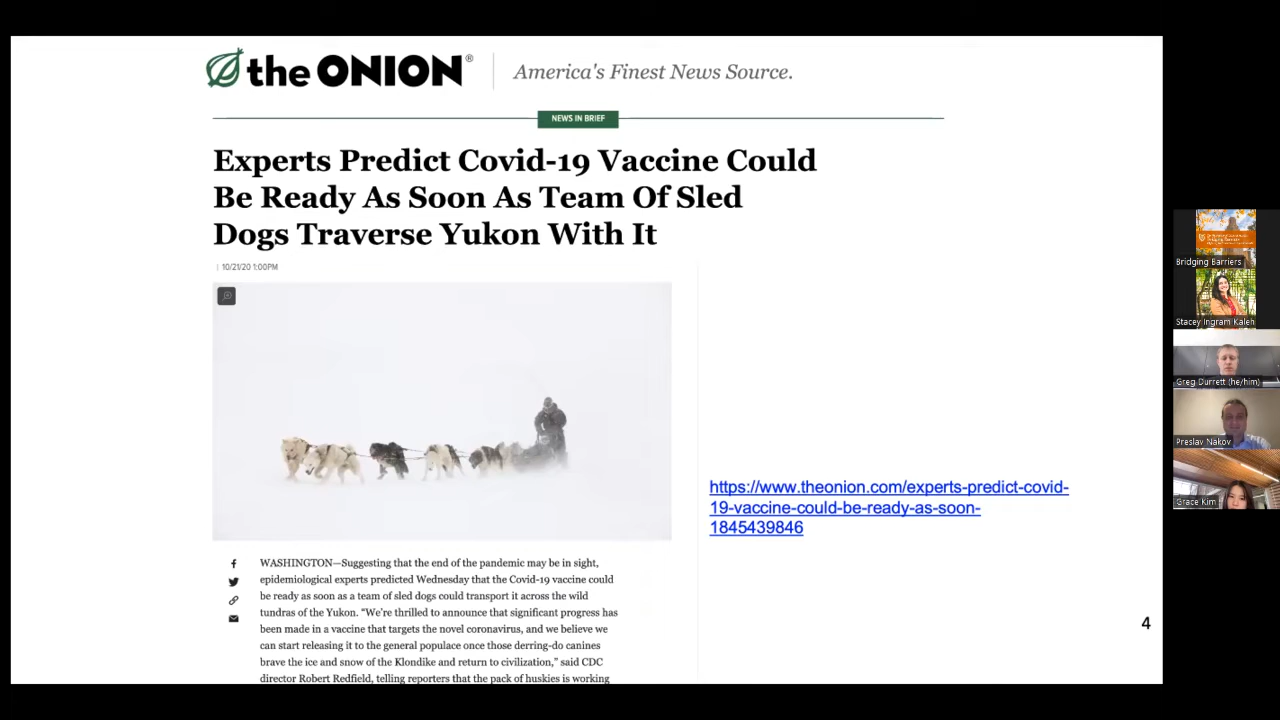 the ONION®
America's Finest News Source.
NEWS IN BRIEF
Experts Predict Covid-19 Vaccine Could
Be Ready As Soon As Team Of Sled
Dogs Traverse Yukon With It
10/21/20 1:00PM
https://www.theonion.com/experts-predict-covid-
19-vaccine-could-be-ready-as-soon-
1845439846
WASHINGTON—Suggesting that the end of the pandemic may be in sight,
epidemiological experts predicted Wednesday that the Covid-19 vaccine could
be ready as soon as a team of sled dogs could transport it across the wild
tundras of the Yukon. “We’re thrilled to announce that significant progress has
been made in a vaccine that targets the novel coronavirus, and we believe we
can start releasing it to the general populace once those derring-do canines
brave the ice and snow of the Klondike and return to civilization,” said CDC
director Robert Redfield, telling reporters that the pack of huskies is working
4
Bridging Barriers
Stacey Ingram Kaleh
Greg Durrett (he/him)
Preslav Nakov
Grace Kim